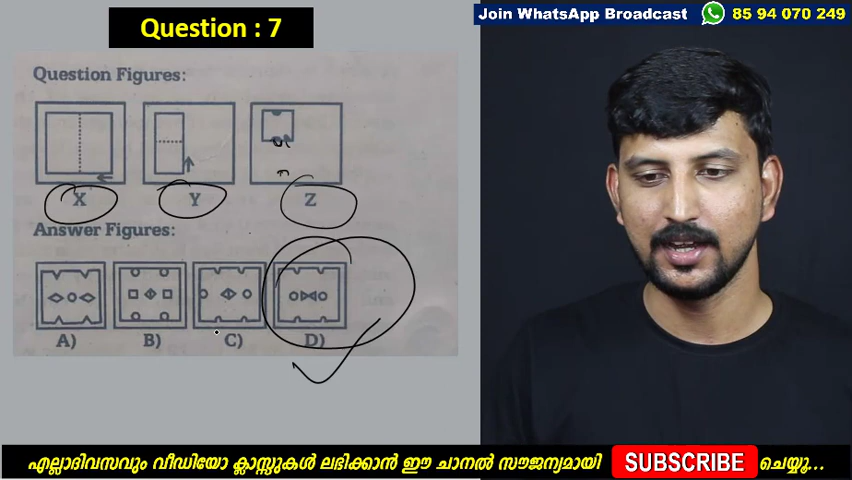 Question : 7
Join WhatsApp Broadcast 85 94 070 249
Question Figures:
X Y Z
Answer Figures:
A) B) C) D)
എല്ലാദിവസവും വീഡിയോ ക്ലാസ്സുകൾ ലഭിക്കാൻ ഈ ചാനൽ സൗജന്യമായി SUBSCRIBE ചെയ്യൂ...